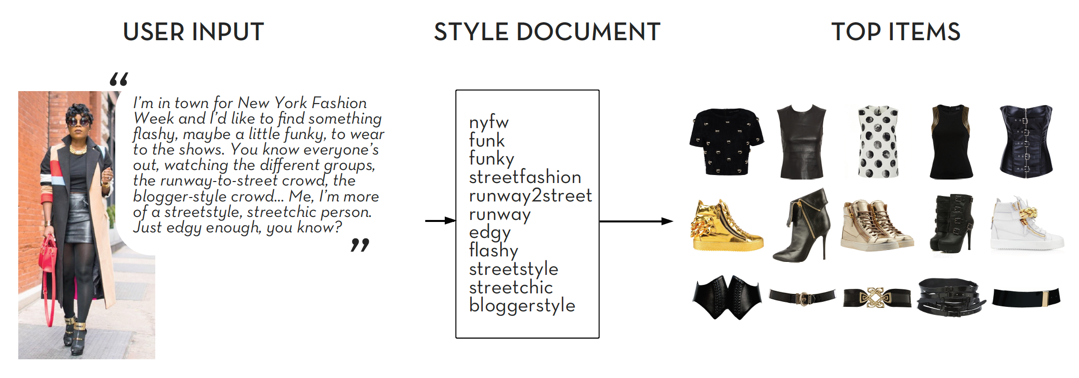 USER INPUT
STYLE DOCUMENT
TOP ITEMS
“
I’m in town for New York Fashion
Week and I’d like to find something
flashy, maybe a little funky, to wear
to the shows. You know everyone’s
out, watching the different groups,
the runway-to-street crowd, the
blogger-style crowd... Me, I’m more
of a streetstyle, streetchic person.
Just edgy enough, you know?
”
nyfw
funk
funky
streetfashion
runway2street
runway
edgy
flashy
streetstyle
streetchic
bloggerstyle